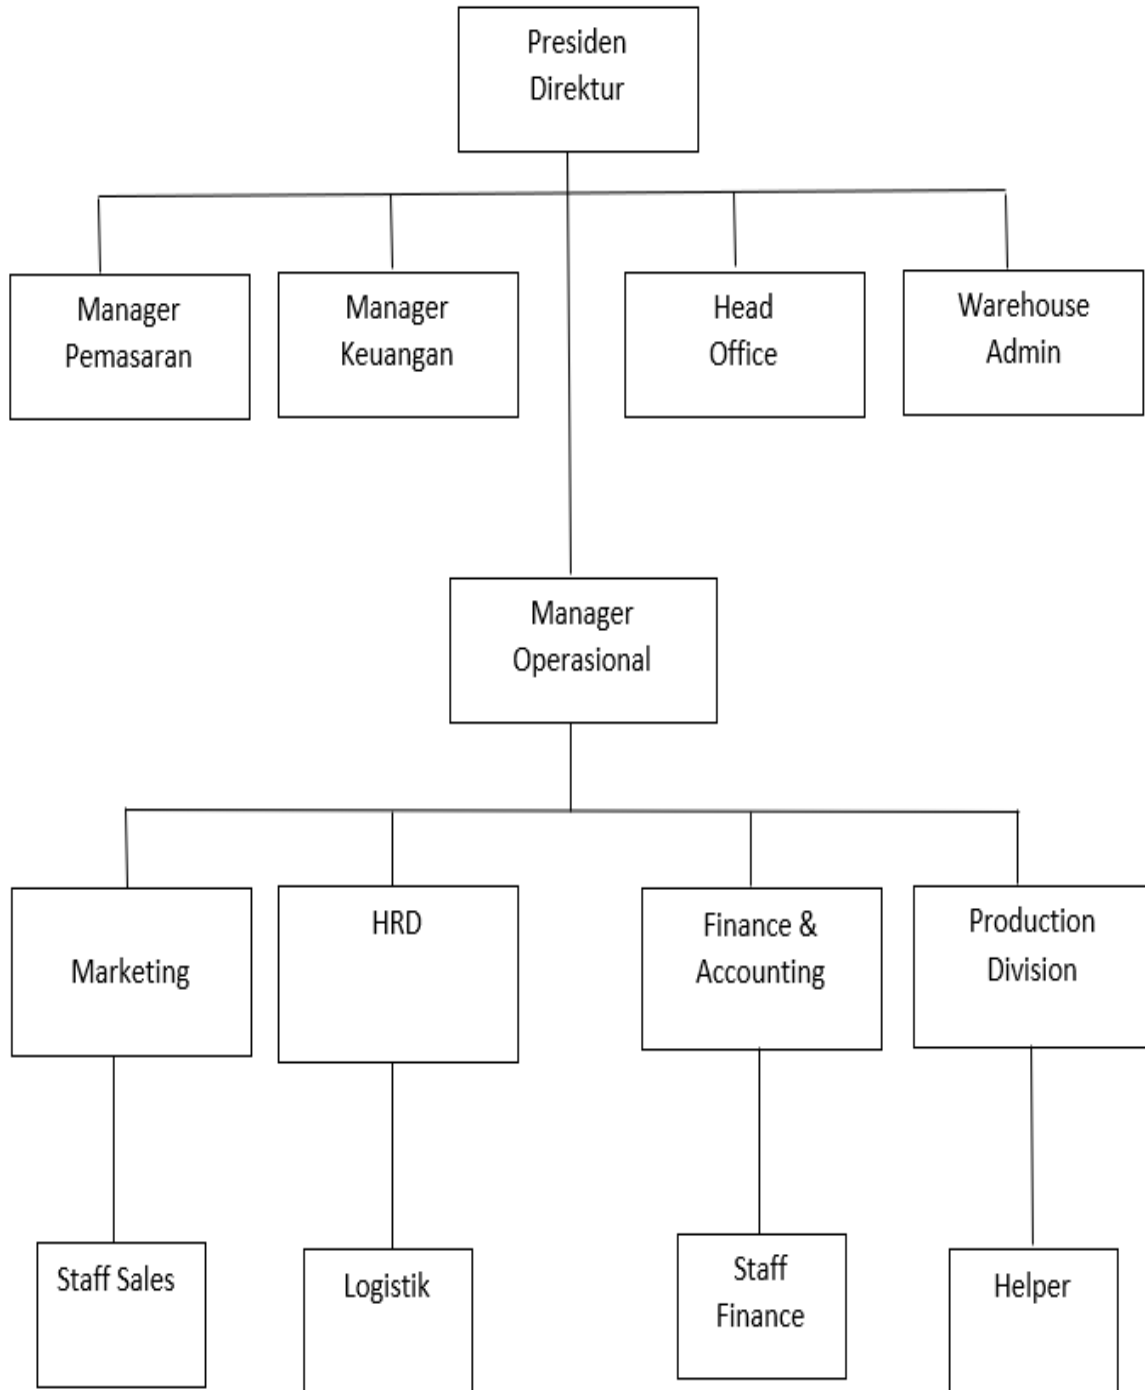 Presiden
Direktur
Manager
Pemasaran
Manager
Keuangan
Head
Office
Warehouse
Admin
Manager
Operasional
Marketing
HRD
Finance &
Accounting
Production
Division
Staff Sales
Logistik
Staff
Finance
Helper